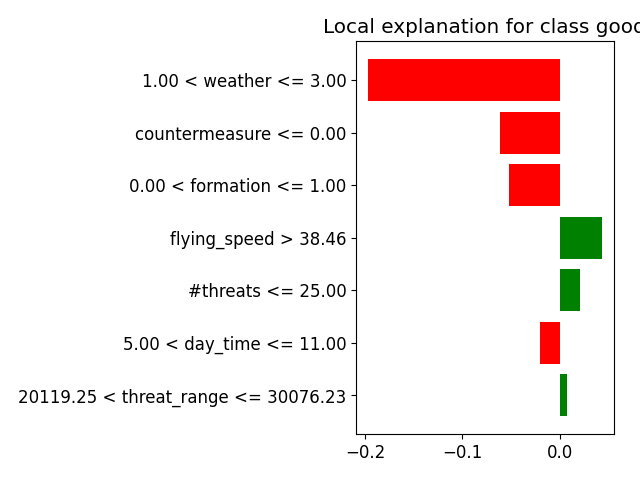 Local explanation for class good
1.00 < weather <= 3.00
countermeasure <= 0.00
0.00 < formation <= 1.00
flying_speed > 38.46
#threats <= 25.00
5.00 < day_time <= 11.00
20119.25 < threat_range <= 30076.23
−0.2 −0.1 0.0